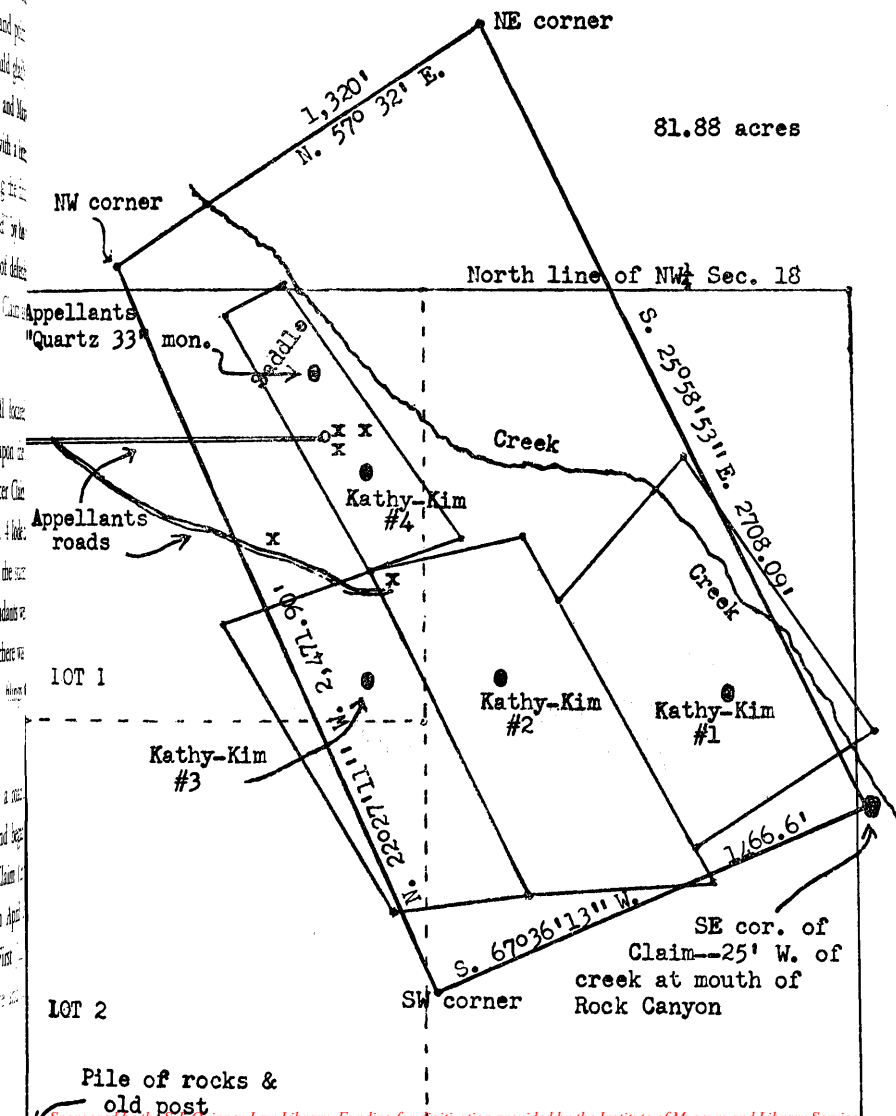 NE corner
1,320'
N. 57° 32' E.
81.88 acres
NW corner
North line of NW¼ Sec. 18
Appellants
"Quartz 33" mon.
Saddle
S. 25°58'53" E. 2708.09'
Creek
Kathy-Kim
#4
Appellants
roads
Creek
N. 22°27'11" W. 2,471.90'
LOT 1
Kathy-Kim
#2
Kathy-Kim
#1
Kathy-Kim
#3
1466.6'
S. 67°36'13" W.
SE cor. of
Claim--25' W. of
creek at mouth of
Rock Canyon
SW corner
LOT 2
Pile of rocks &
old post